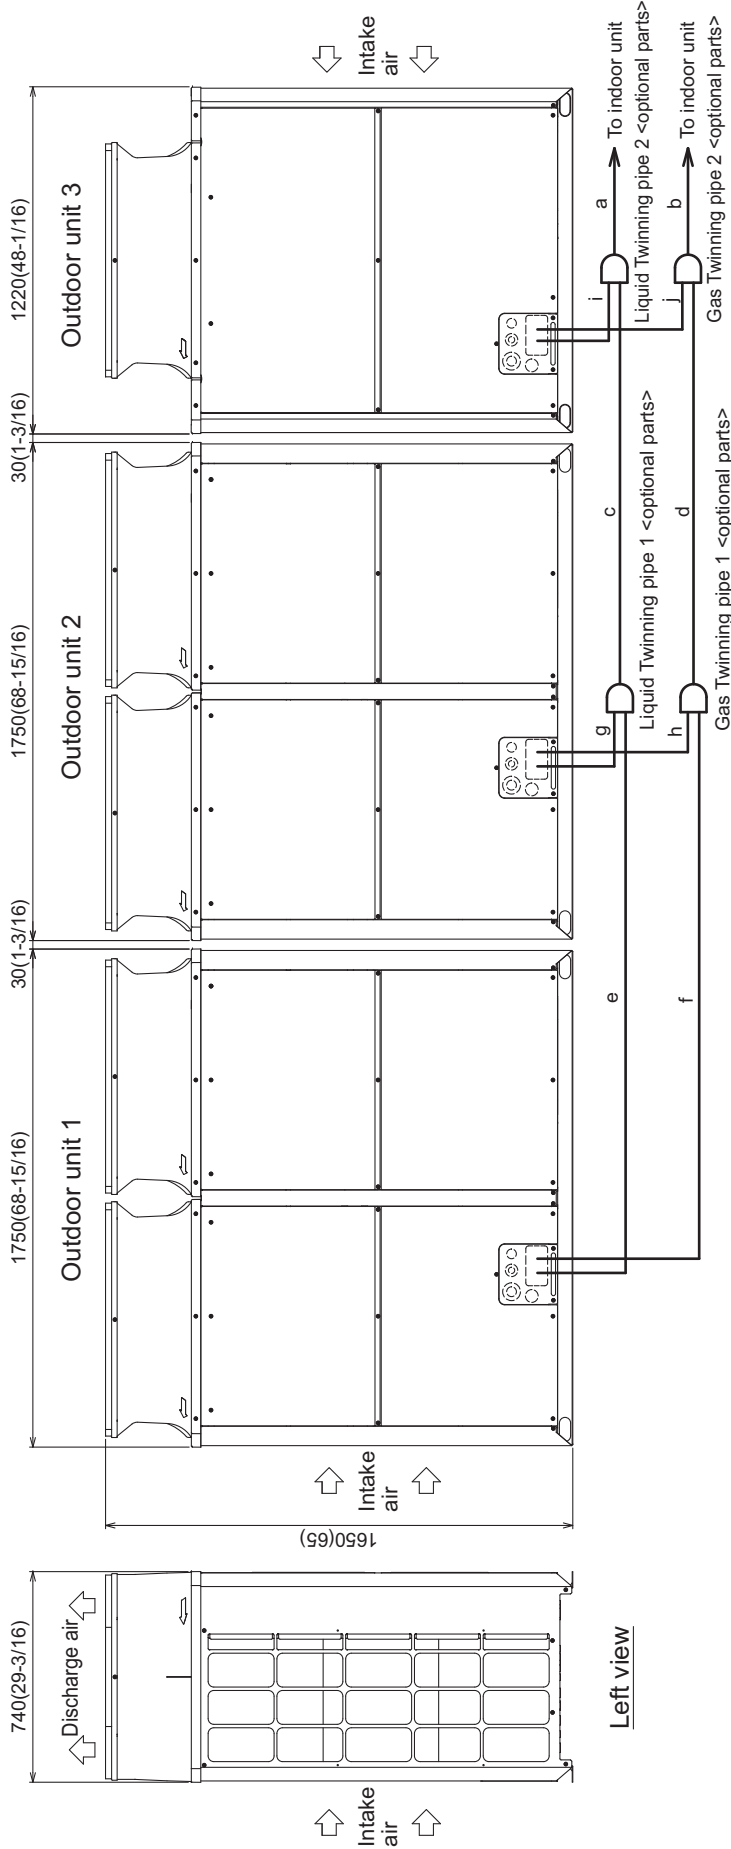 740(29-3/16)
Discharge air
Intake
air
Left view
1650(65)
Intake
air
1750(68-15/16)
30(1-3/16)
1750(68-15/16)
30(1-3/16)
1220(48-1/16)
Outdoor unit 1
Outdoor unit 2
Outdoor unit 3
Intake
air
e
f
g
h
Liquid Twinning pipe 1 <optional parts>
Gas Twinning pipe 1 <optional parts>
c
d
i
j
a
b
To indoor unit
Liquid Twinning pipe 2 <optional parts>
To indoor unit
Gas Twinning pipe 2 <optional parts>